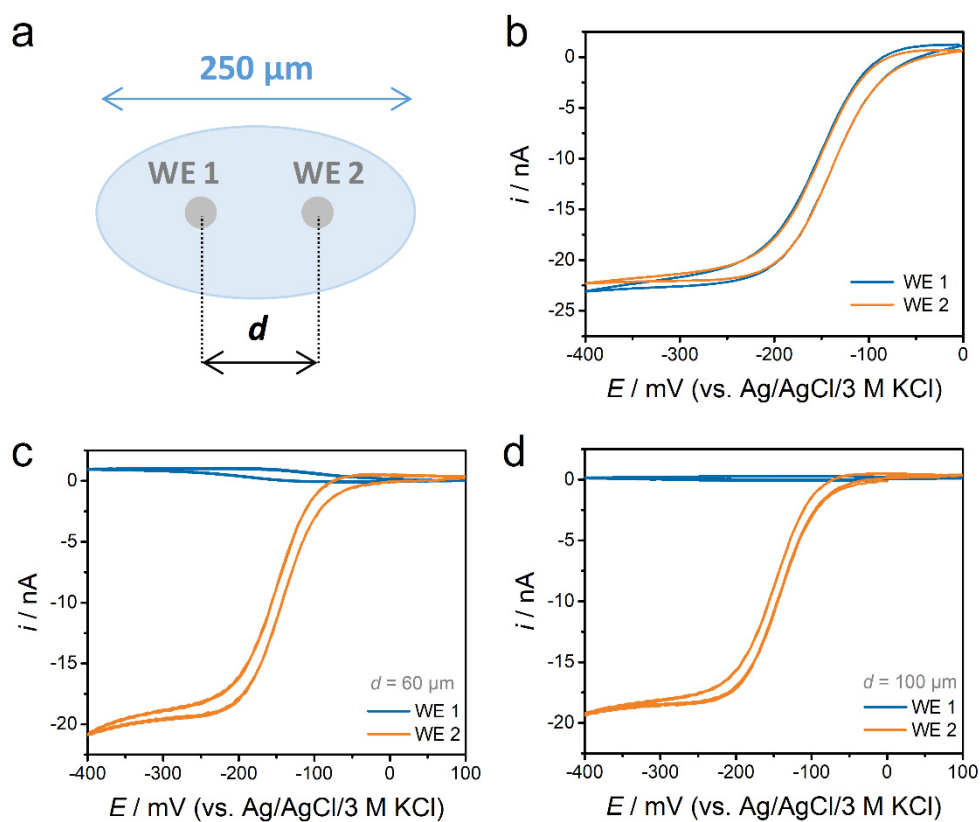 a
250 µm
WE 1 WE 2
d
b
0
-5
-10
-15
-20
-25
i / nA
WE 1
WE 2
-400 -300 -200 -100 0
E / mV (vs. Ag/AgCl/3 M KCl)
c
0
-5
-10
-15
-20
i / nA
d = 60 µm
WE 1
WE 2
-400 -300 -200 -100 0 100
E / mV (vs. Ag/AgCl/3 M KCl)
d
0
-5
-10
-15
-20
i / nA
d = 100 µm
WE 1
WE 2
-400 -300 -200 -100 0 100
E / mV (vs. Ag/AgCl/3 M KCl)